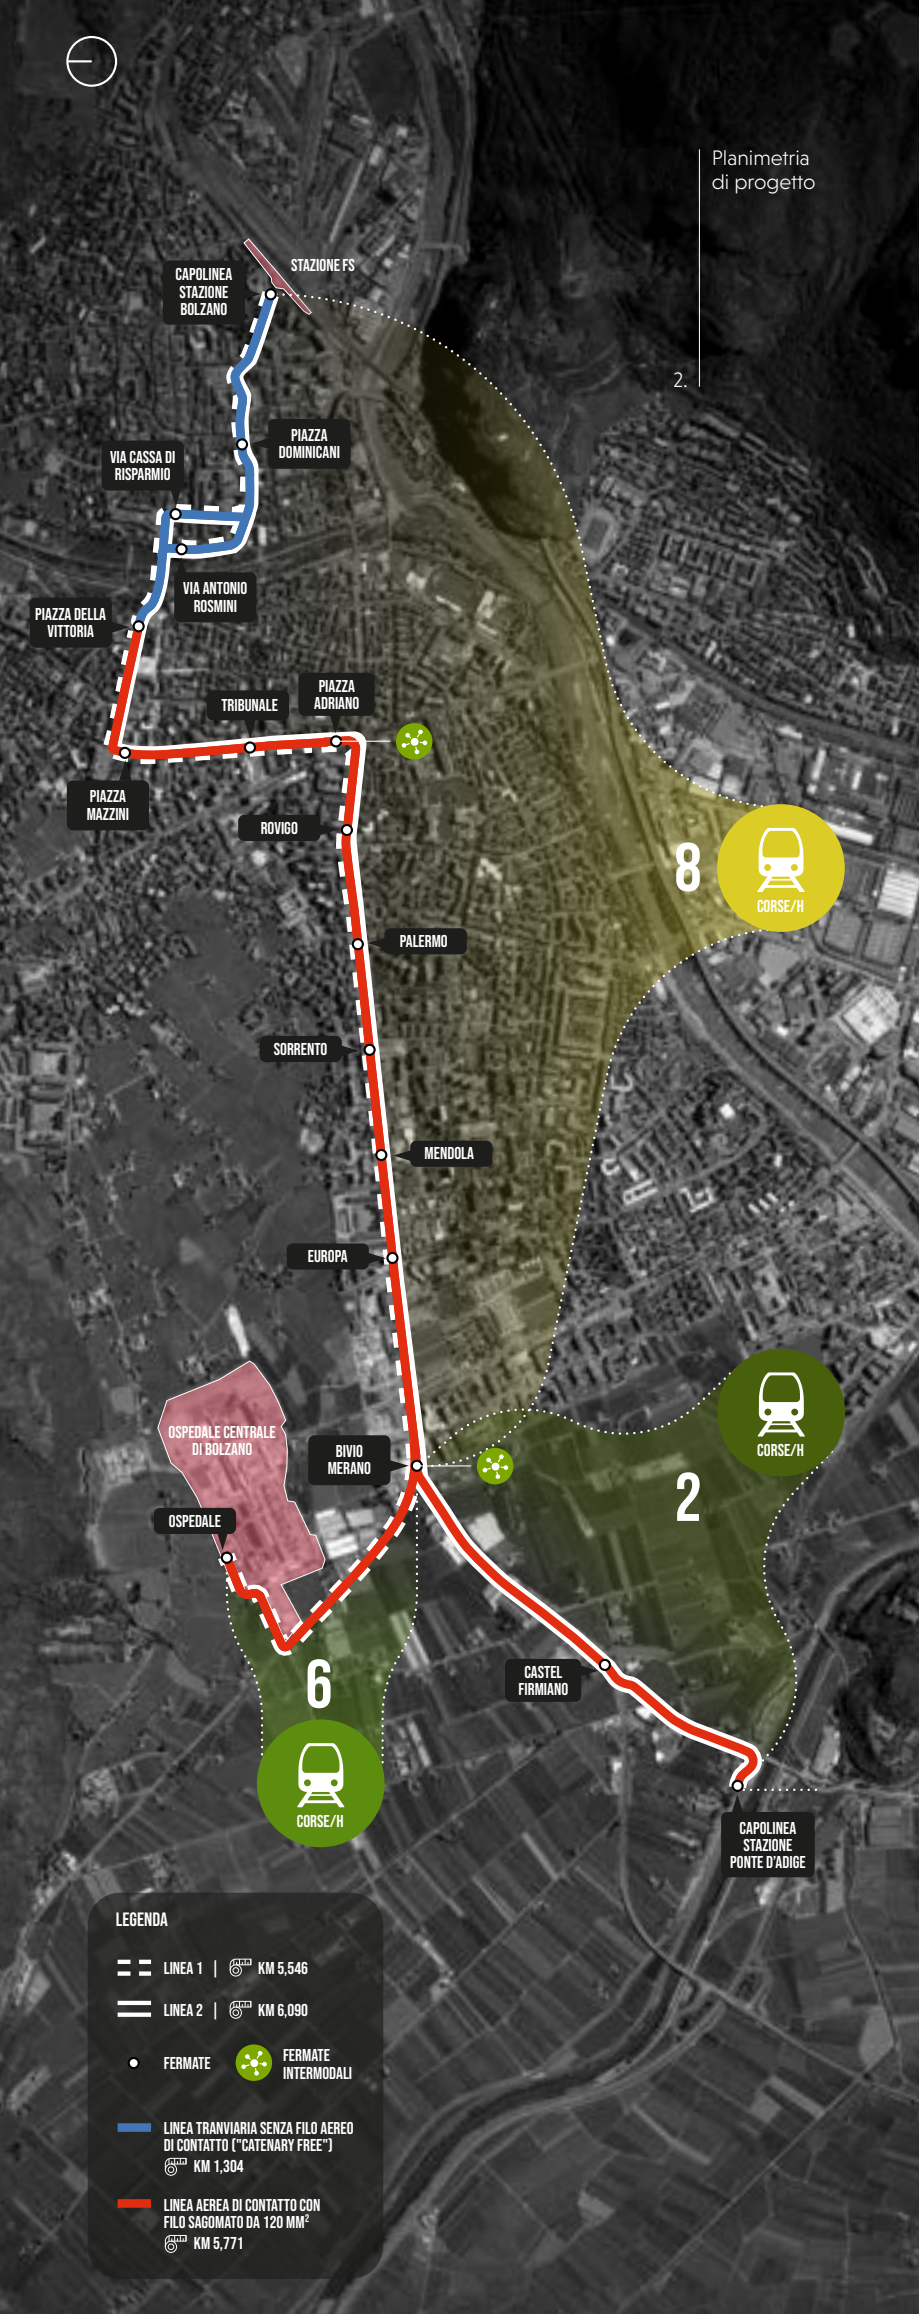 Planimetria
di progetto
2.
STAZIONE FS
CAPOLINEA
STAZIONE
BOLZANO
PIAZZA
DOMINICANI
VIA CASSA DI
RISPARMIO
VIA ANTONIO
ROSMINI
PIAZZA DELLA
VITTORIA
PIAZZA
ADRIANO
TRIBUNALE
PIAZZA
MAZZINI
ROVIGO
8
CORSE/H
PALERMO
SORRENTO
MENDOLA
EUROPA
OSPEDALE CENTRALE
DI BOLZANO
BIVIO
MERANO
CORSE/H
2
OSPEDALE
CASTEL
FIRMIANO
6
CORSE/H
CAPOLINEA
STAZIONE
PONTE D'ADIGE
LEGENDA
LINEA 1 | KM 5,546
LINEA 2 | KM 6,090
FERMATE
FERMATE
INTERMODALI
LINEA TRANVIARIA SENZA FILO AEREO
DI CONTATTO ("CATENARY FREE")
KM 1,304
LINEA AEREA DI CONTATTO CON
FILO SAGOMATO DA 120 MM²
KM 5,771